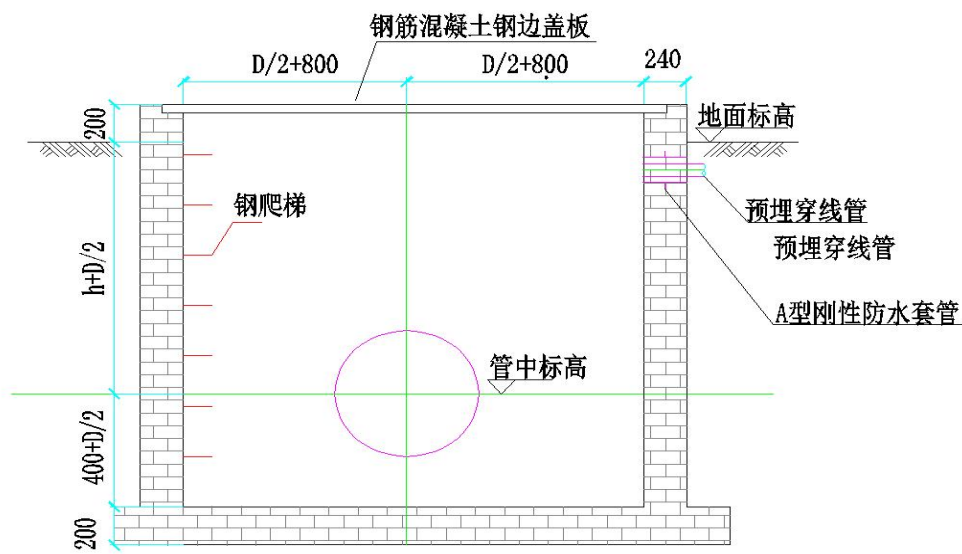 钢筋混凝土钢边盖板
D/2+800
D/2+800
240
200
地面标高
预埋穿线管
钢爬梯
预埋穿线管
h+D/2
A型刚性防水套管
管中标高
400+D/2
200